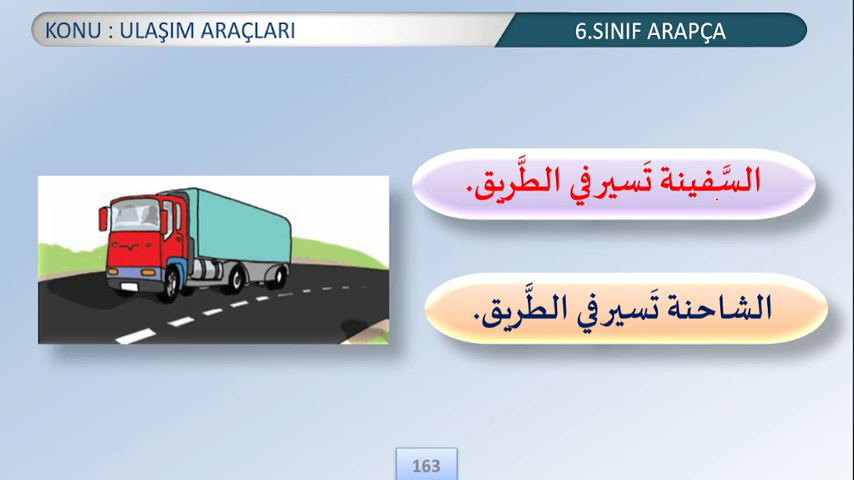 KONU : ULAŞIM ARAÇLARI
6.SINIF ARAPÇA
السَّفينة تَسير في الطَّريق.
الشاحنة تَسير في الطَّريق.
163